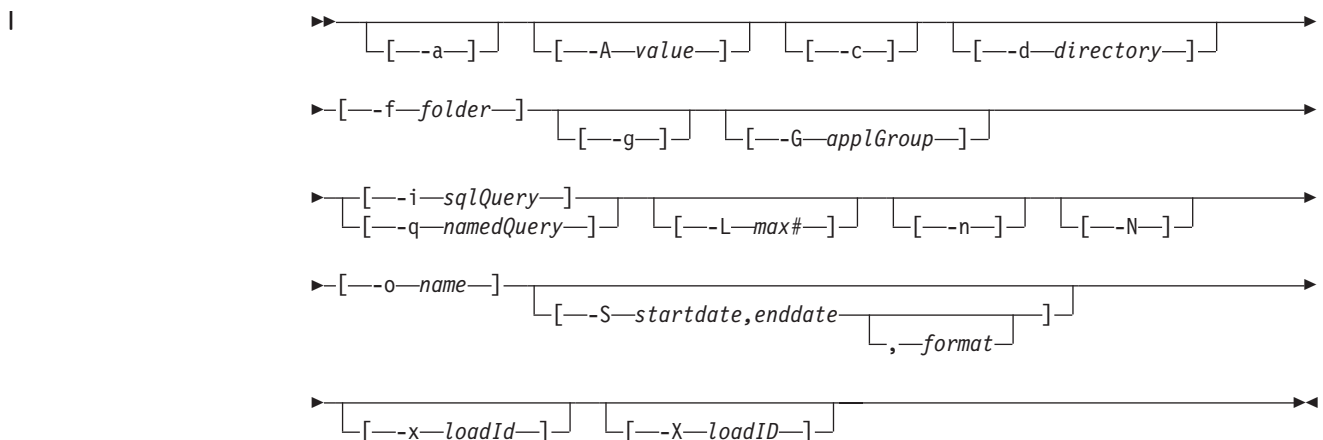 |
[ -a ] [ -A value ] [ -c ] [ -d directory ]
[ -f folder ] [ -g ] [ -G applGroup ]
[ -i sqlQuery ]
[ -q namedQuery ] [ -L max# ] [ -n ] [ -N ]
[ -o name ]
[ -S startdate,enddate ]
, format
[ -x loadId ] [ -X loadID ]